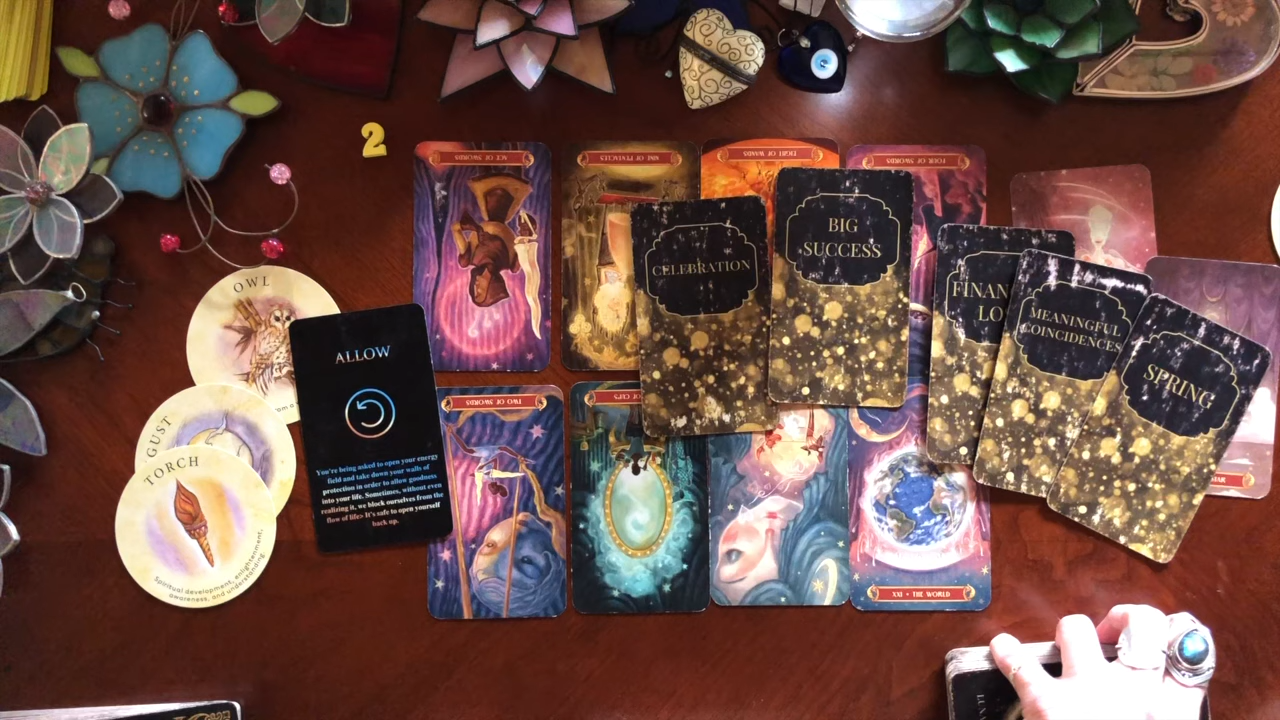 2
ACE OF SWORDS
NINE OF PENTACLES
EIGHT OF WANDS
FOUR OF SWORDS
CELEBRATION
BIG
SUCCESS
FINAN
LO
MEANINGFUL
COINCIDENCES
SPRING
OWL
GUST
TORCH
Spiritual development, enlightenment,
awareness, and understanding.
ALLOW
You're being asked to open your energy
field and take down your walls of
protection in order to allow goodness
into your life. Sometimes, without even
realizing it, we block ourselves from the
flow of life> It's safe to open yourself
back up.
TWO OF SWORDS
OF CUPS
XXI • THE WORLD